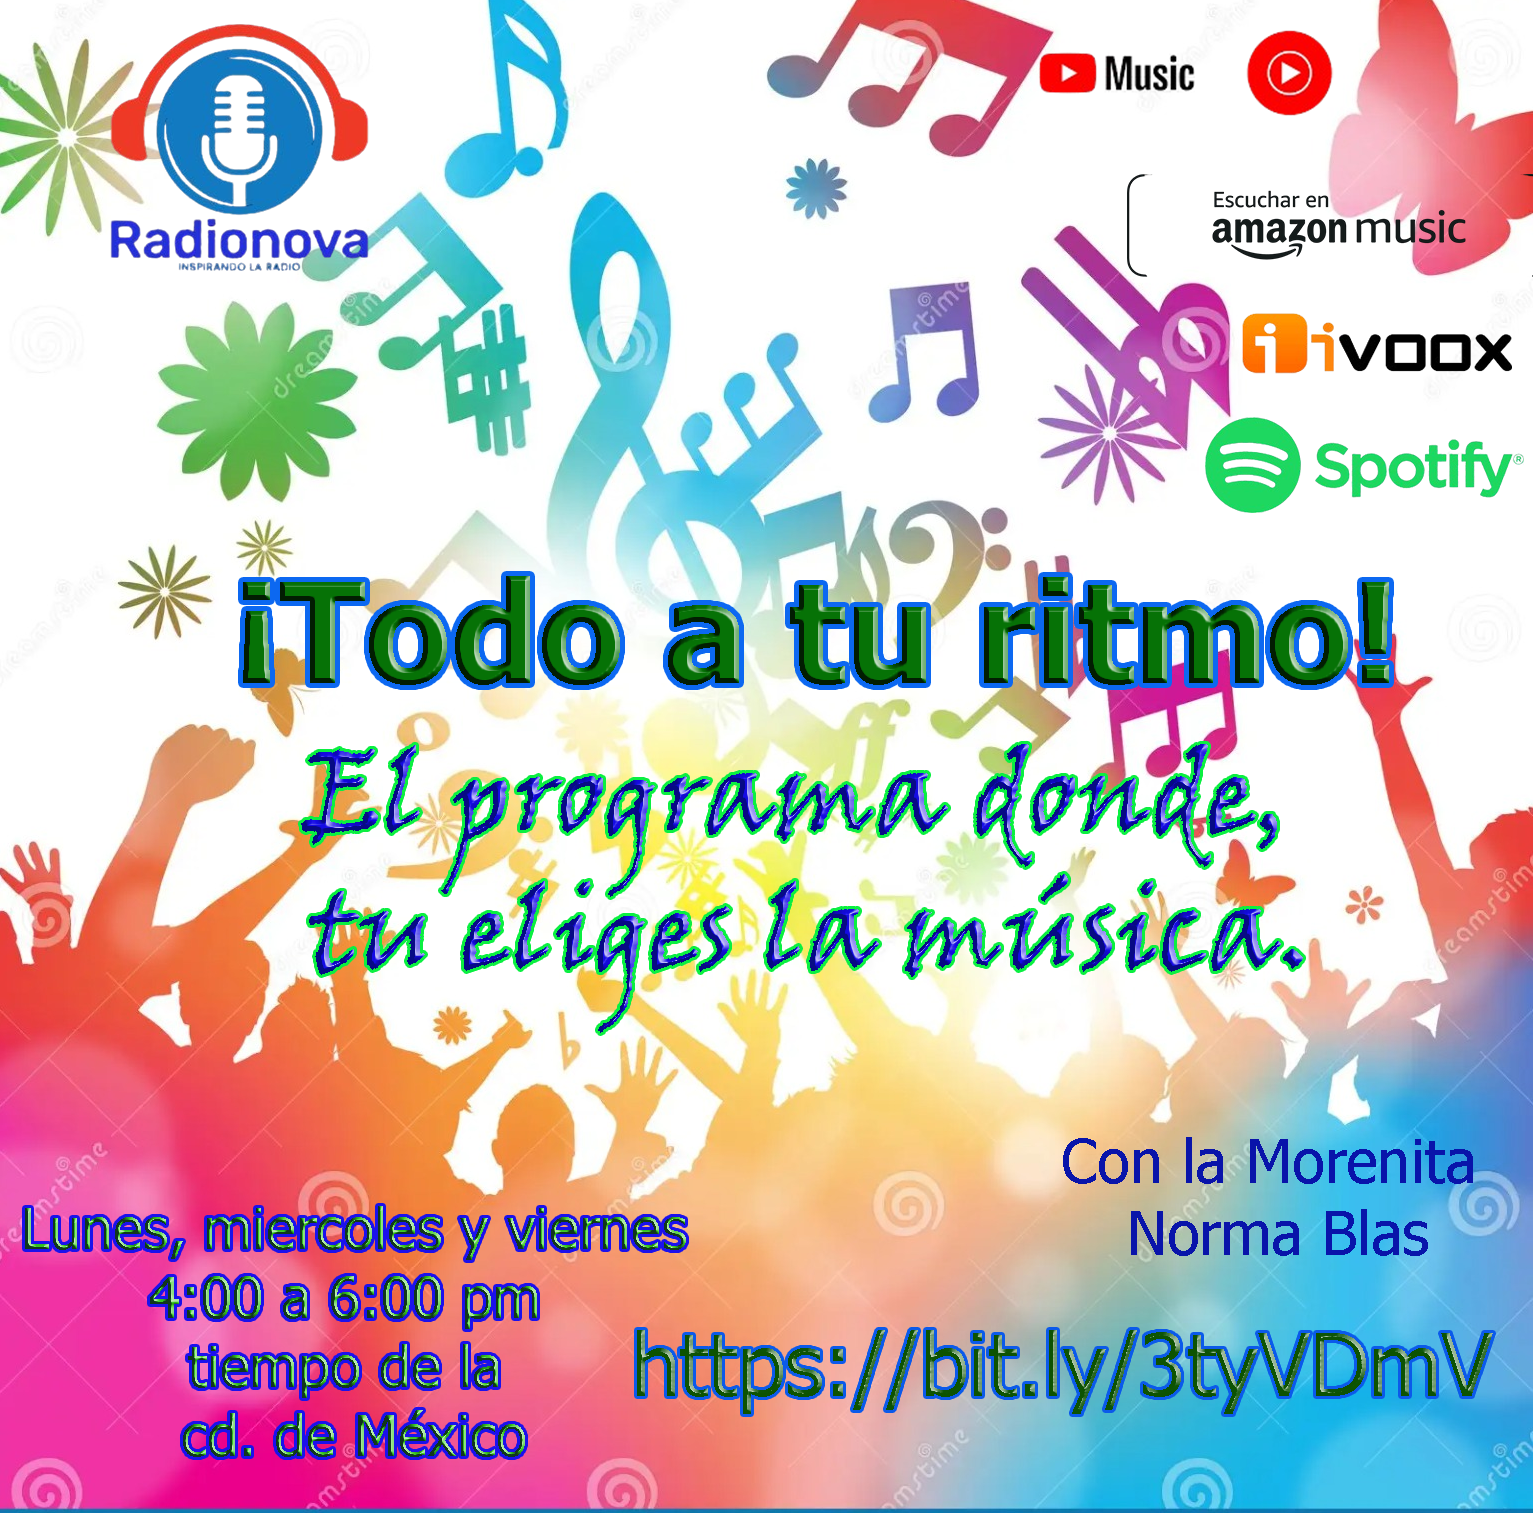 Radionova
INSPIRANDO LA RADIO
Music
Escuchar en
amazon music
ivoox
Spotify®
¡Todo a tu ritmo!
El programa donde,
tu eliges la música.
Con la Morenita
Norma Blas
Lunes, miercoles y viernes
4:00 a 6:00 pm
tiempo de la
cd. de México
https://bit.ly/3tyVDmV
dreamstime